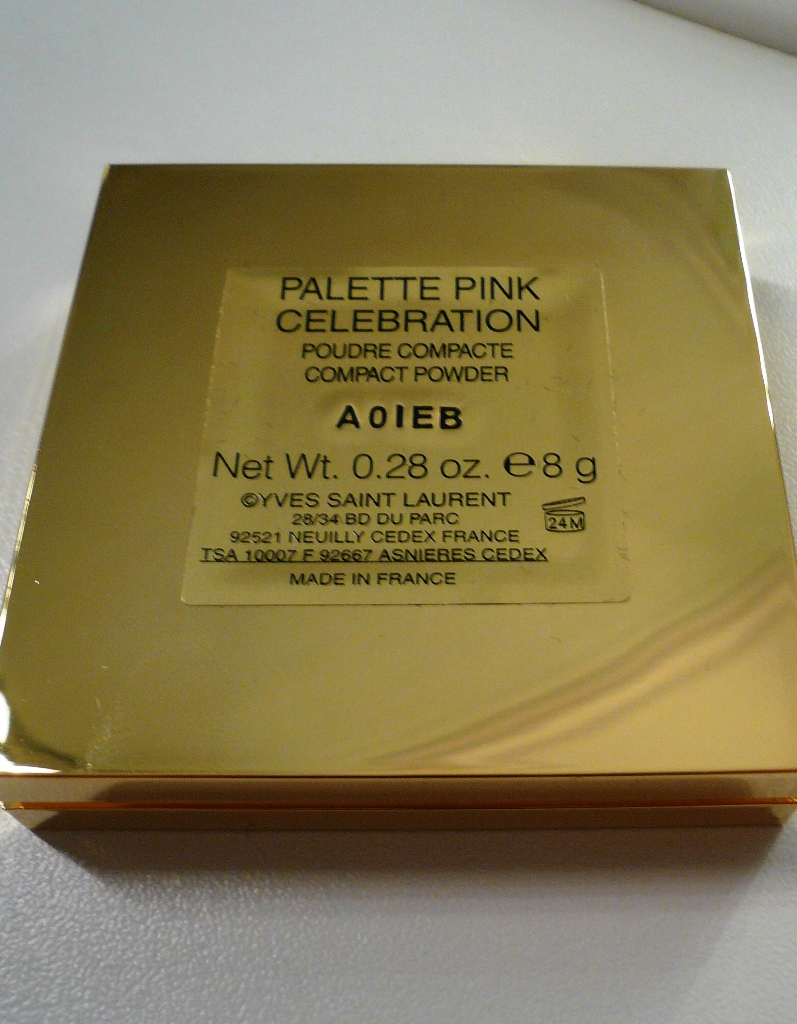 PALETTE PINK
CELEBRATION
POUDRE COMPACTE
COMPACT POWDER
A01EB
Net Wt. 0.28 oz. ℮ 8 g
©YVES SAINT LAURENT
28/34 BD DU PARC
92521 NEUILLY CEDEX FRANCE
TSA 10007 F 92667 ASNIERES CEDEX
MADE IN FRANCE
24M